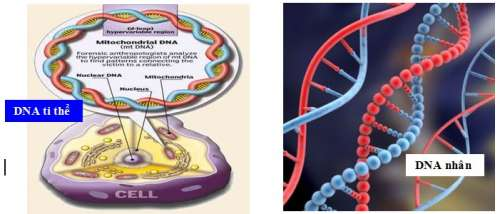 (d-loop)
hypervariable region
Mitochondrial DNA
(mt DNA)
Forensic anthropologists analyze
the hypervariable region of mt DNA
to find patterns connecting the
victim to a relative.
Nuclear DNA
Mitochondria
Nucleus
DNA ti thể
CELL
DNA nhân